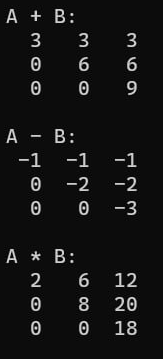 A + B:
  3   3   3
  0   6   6
  0   0   9

A - B:
 -1  -1  -1
  0  -2  -2
  0   0  -3

A * B:
  2   6  12
  0   8  20
  0   0  18